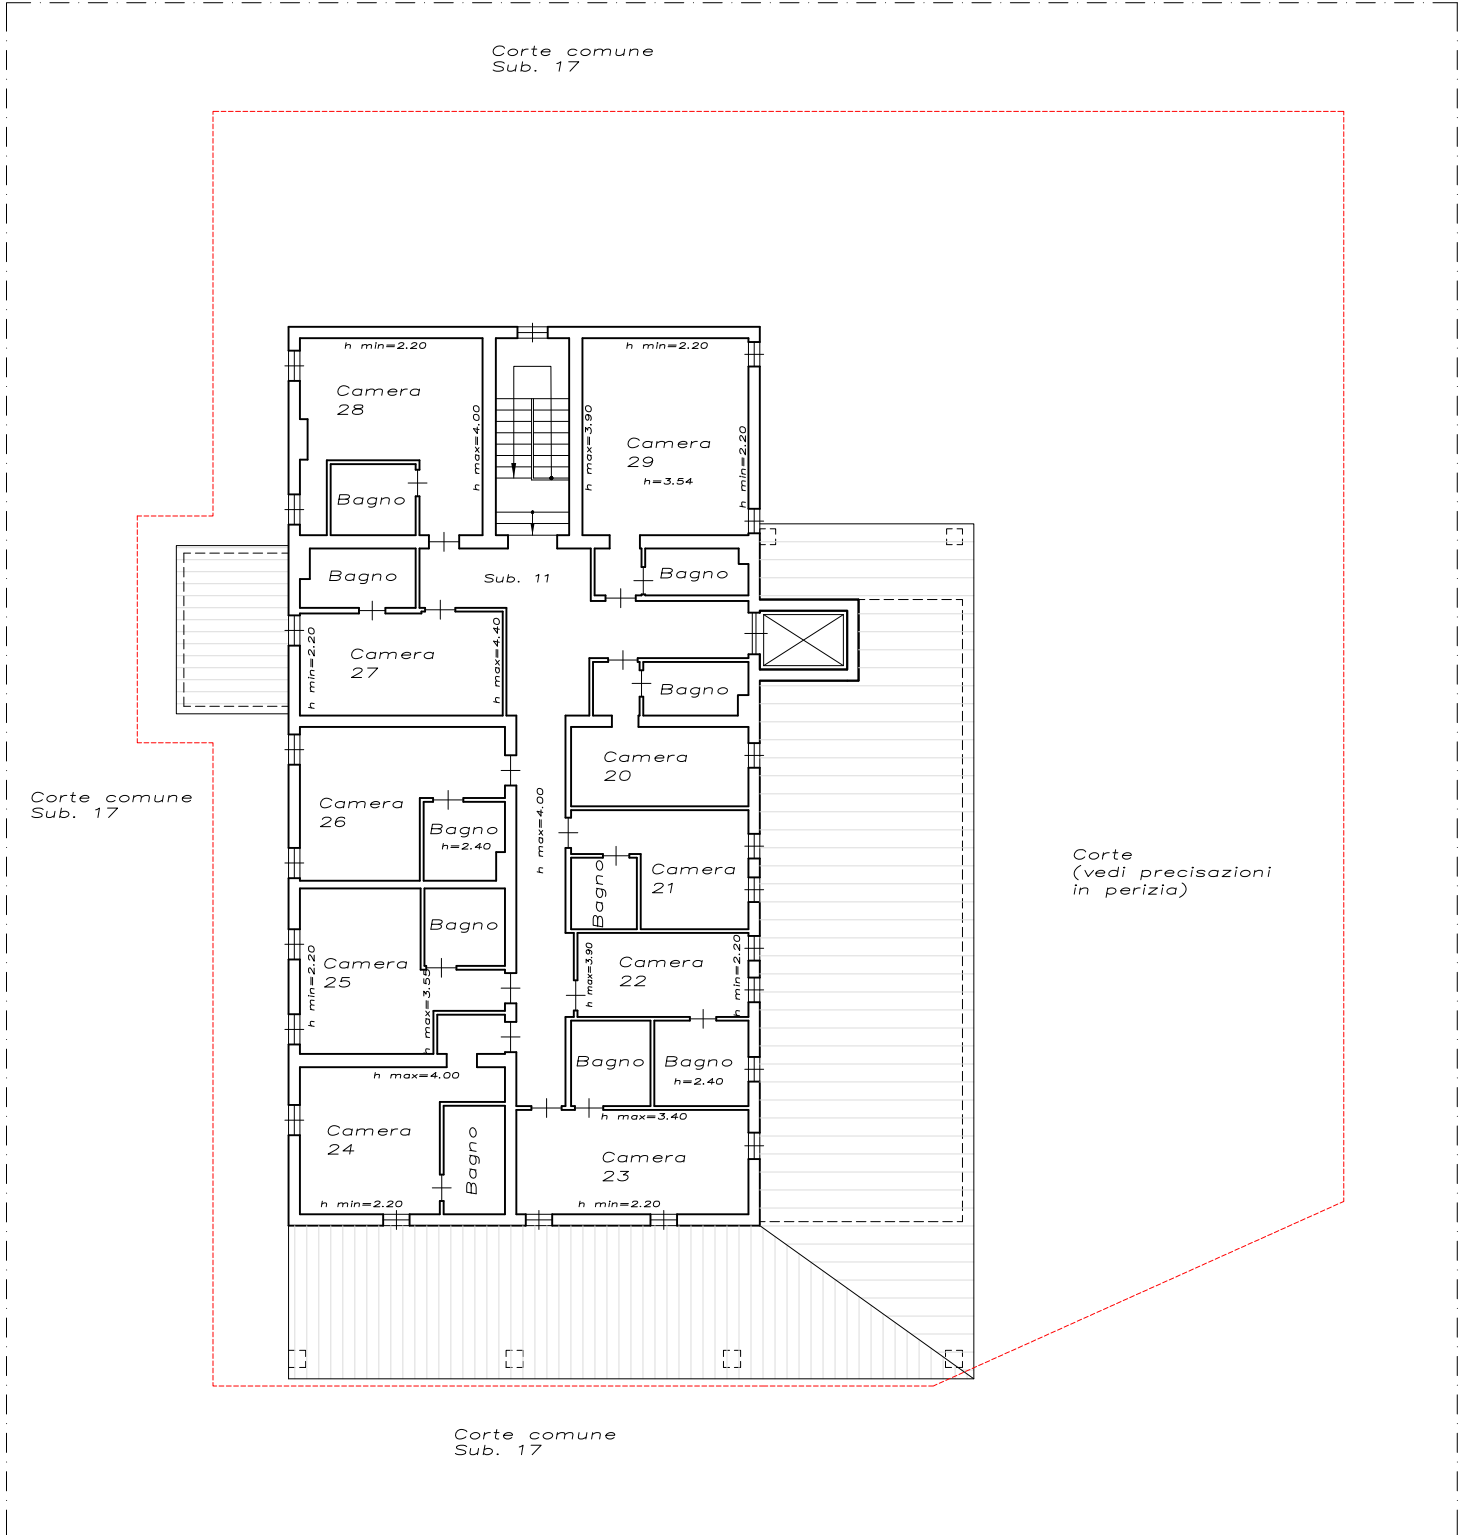 Corte comune
Sub. 17
h min=2.20
h min=2.20
Camera
28
h max=4.00
h max=3.90
Camera
29
h=3.54
h min=2.20
Bagno
Bagno
Sub. 11
Bagno
h min=2.20
Camera
27
h max=4.40
Bagno
Camera
20
Corte comune
Sub. 17
Camera
26
Bagno
h=2.40
h max=4.00
Bagno
Camera
21
Corte
(vedi precisazioni
in perizia)
Bagno
h min=2.20
Camera
25
h max=3.55
h max=3.90
Camera
22
h min=2.20
h max=4.00
Bagno
Bagno
h=2.40
h max=3.40
Camera
24
Bagno
h min=2.20
Camera
23
h min=2.20
Corte comune
Sub. 17